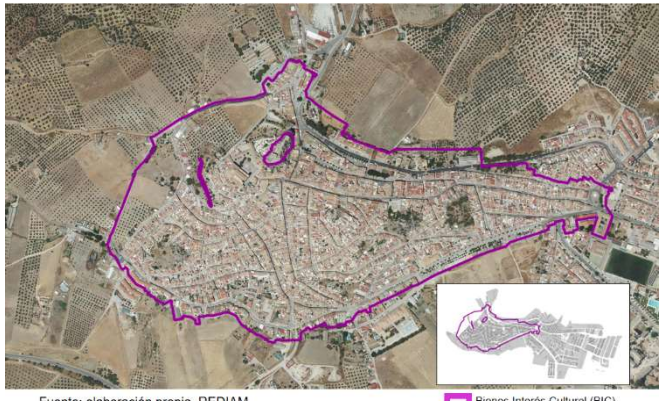 Fuente: elaboración propia, REDIAM
Bienes Interés Cultural (BIC)